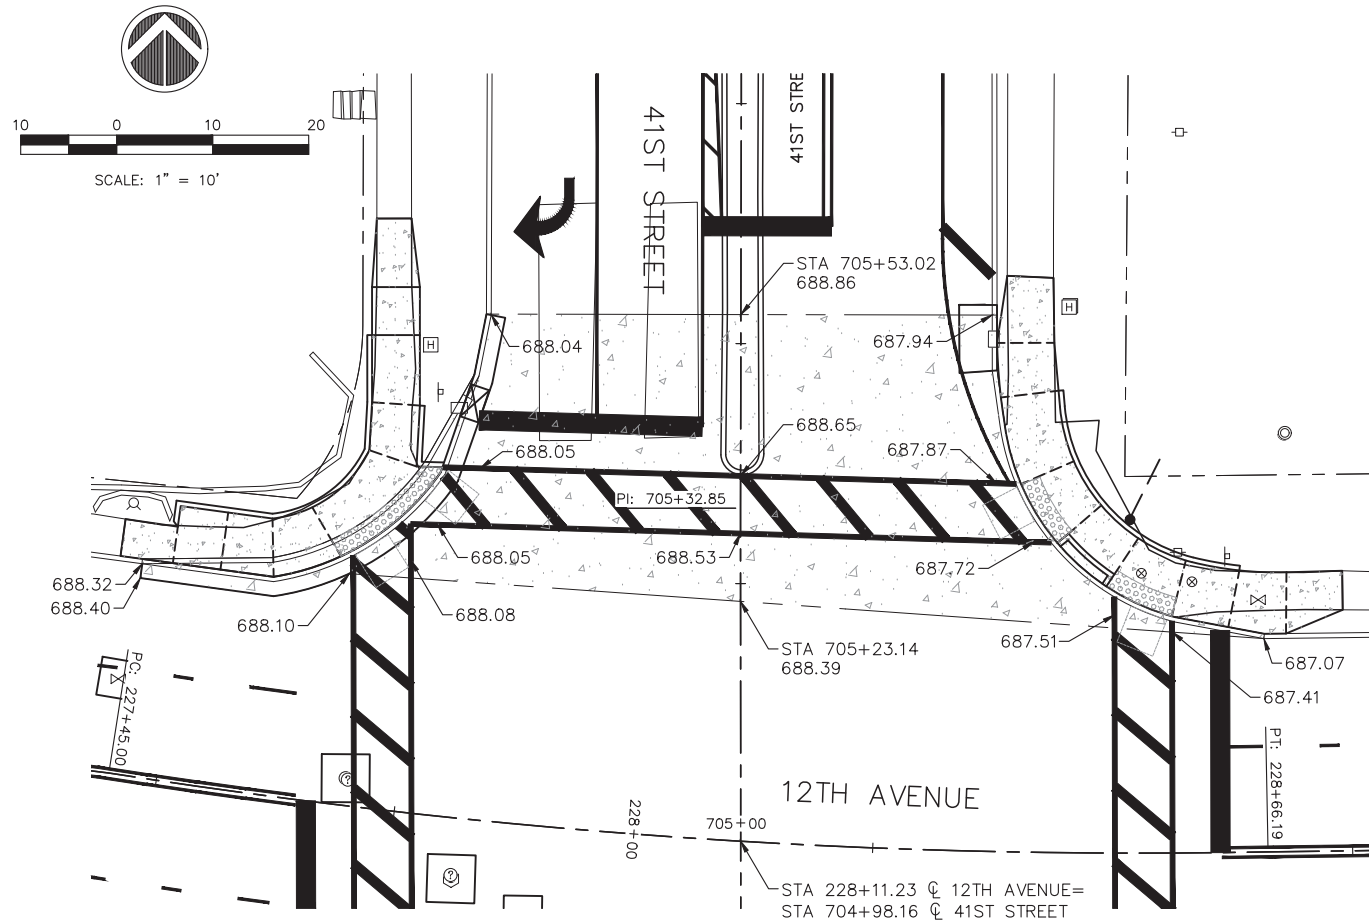 10 0 10 20
SCALE: 1" = 10'
41ST STREET
41ST STRE
STA 705+53.02
688.86
688.04
687.94
H
H
688.65
688.05
687.87
PI: 705+32.85
688.05
688.53
687.72
688.32
688.40
688.10
688.08
STA 705+23.14
688.39
687.51
687.07
687.41
PC: 227+45.00
PT: 228+66.19
?
12TH AVENUE
228+00
705+00
?
STA 228+11.23 ℄ 12TH AVENUE=
STA 704+98.16 ℄ 41ST STREET